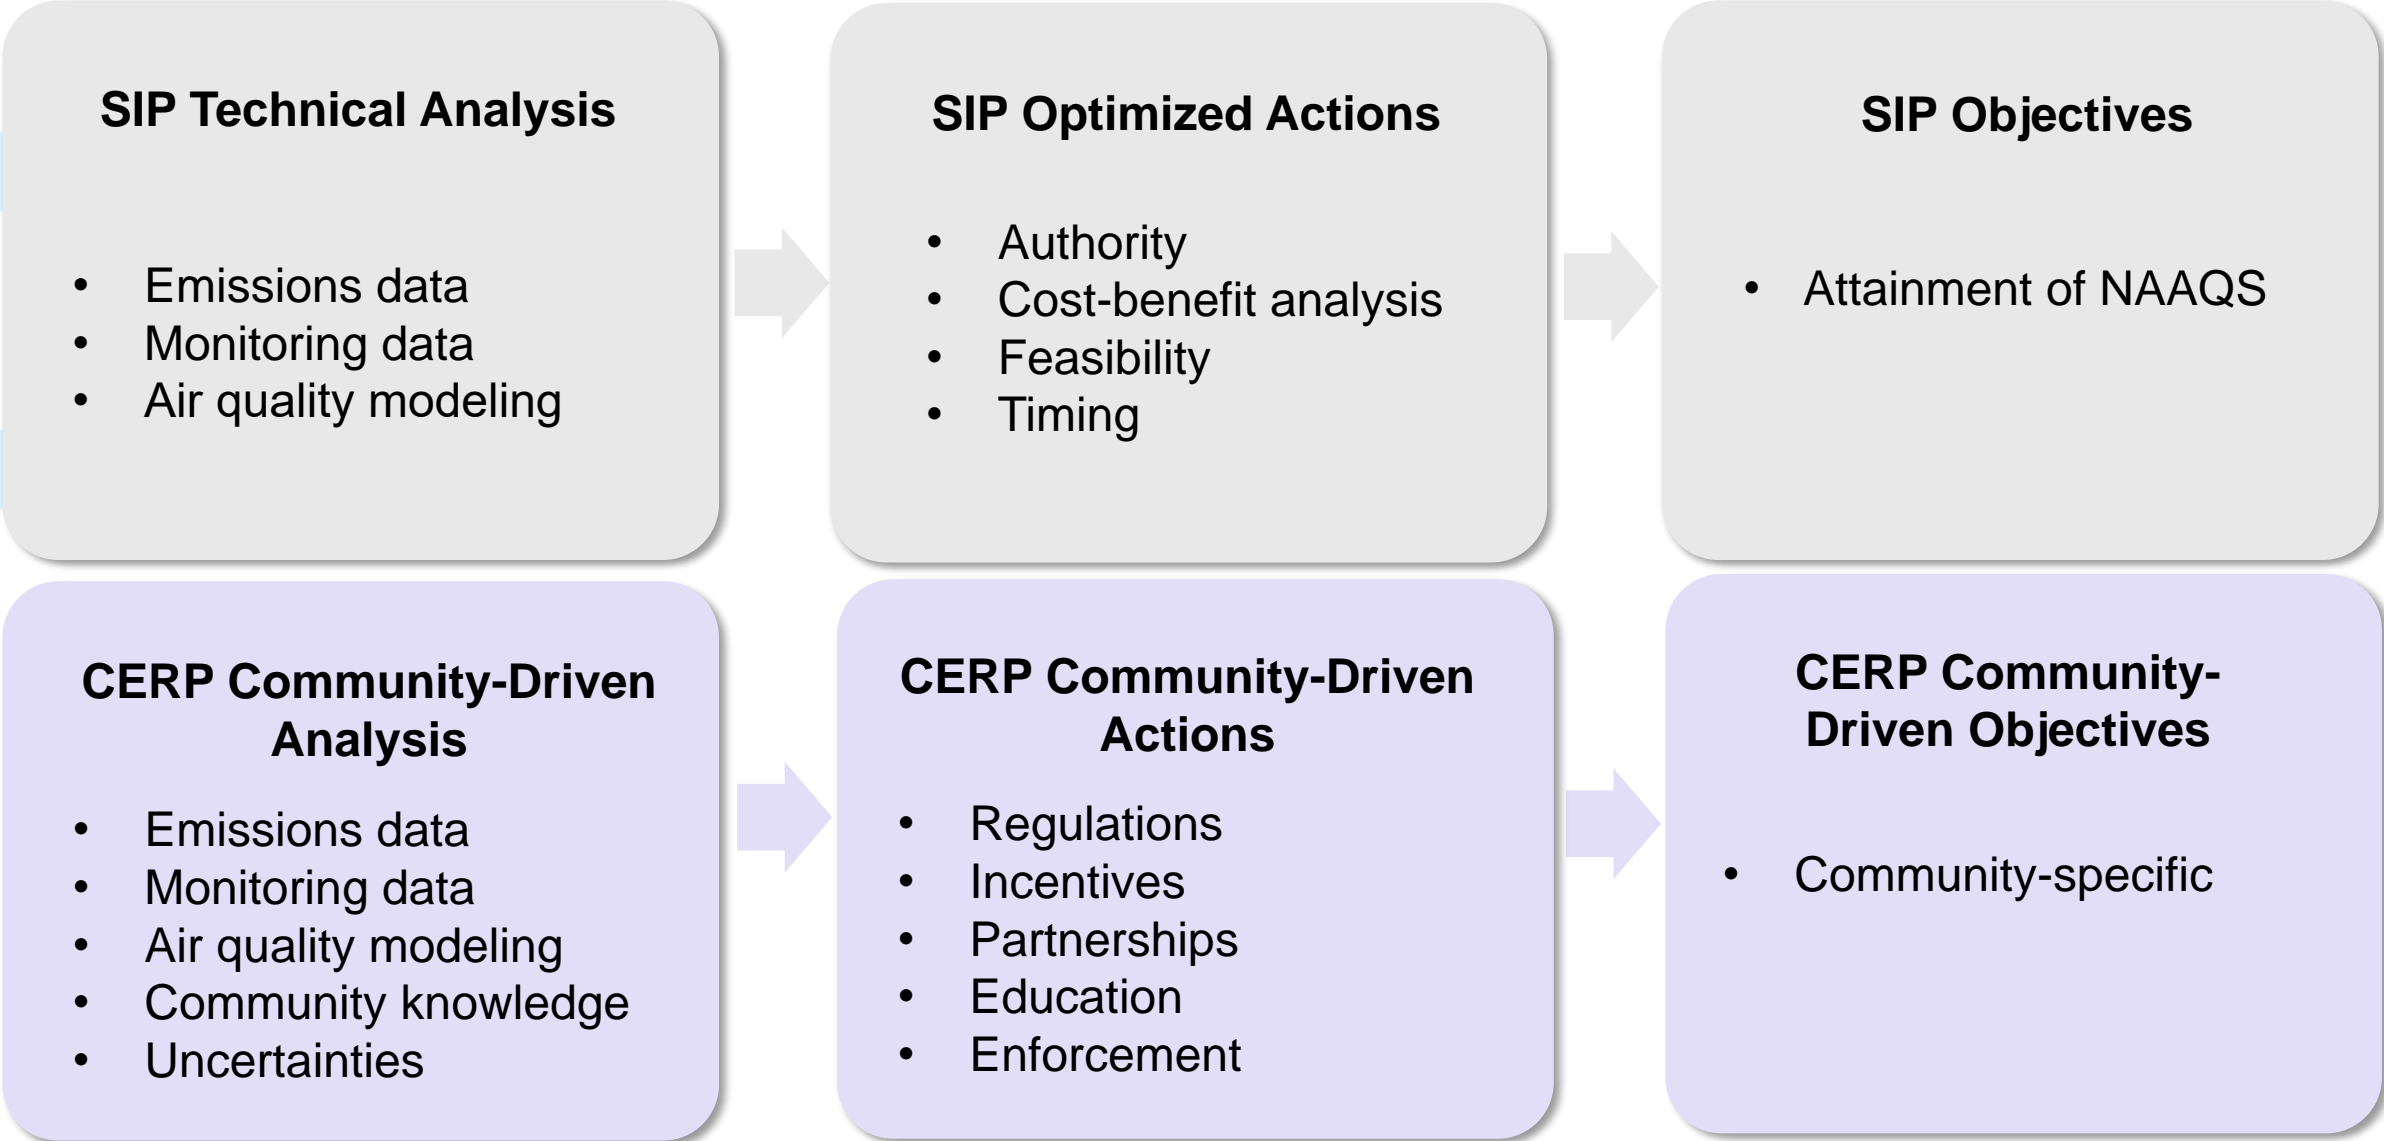 SIP Technical Analysis
• Emissions data
• Monitoring data
• Air quality modeling
SIP Optimized Actions
• Authority
• Cost-benefit analysis
• Feasibility
• Timing
SIP Objectives
• Attainment of NAAQS
CERP Community-Driven
Analysis
• Emissions data
• Monitoring data
• Air quality modeling
• Community knowledge
• Uncertainties
CERP Community-Driven
Actions
• Regulations
• Incentives
• Partnerships
• Education
• Enforcement
CERP Community-
Driven Objectives
• Community-specific